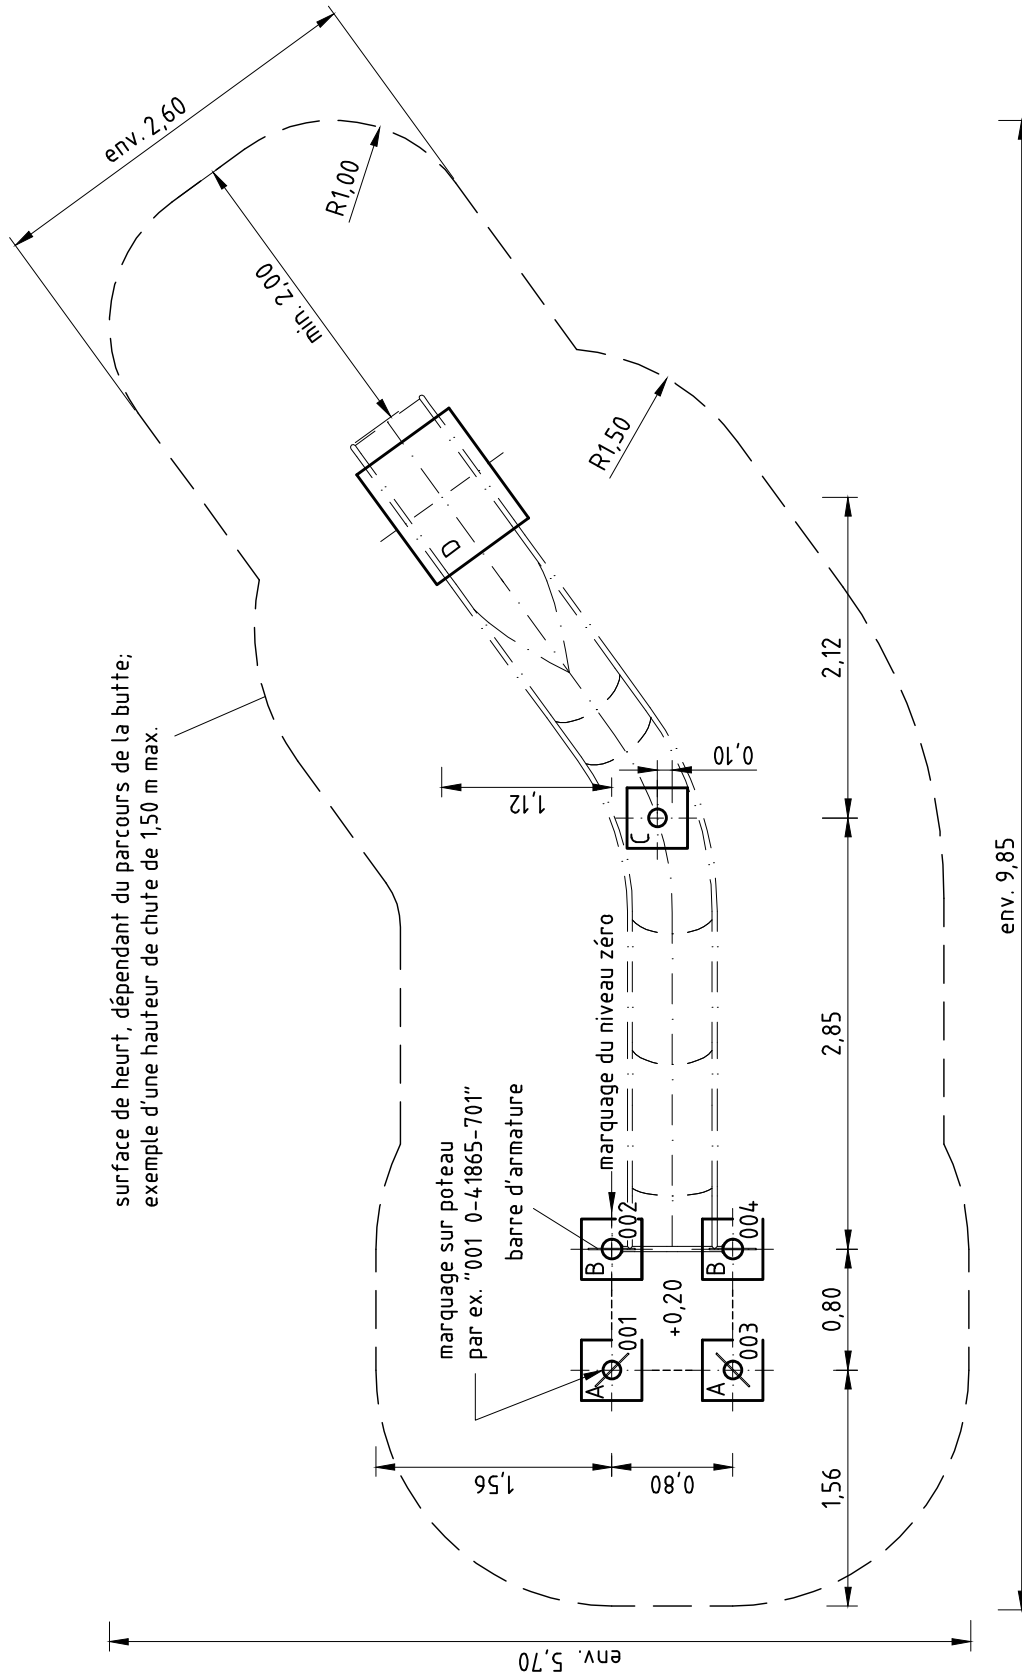 surface de heurt, dépendant du parcours de la butte;
exemple d'une hauteur de chute de 1,50 m max.
marquage sur poteau
par ex. "001 0-41865-701"
barre d'armature
marquage du niveau zéro
env. 2,60
R1,00
min. 2,00
R1,50
D
C
1,12
0,10
2,12
2,85
0,80
1,56
B
002
B
004
A
001
A
003
+0,20
1,56
0,80
env. 5,70
env. 9,85